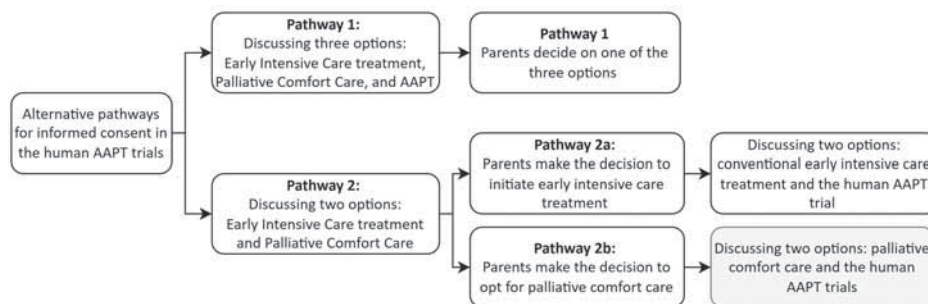 Alternative pathways
for informed consent in
the human AAPT trials
Pathway 1:
Discussing three options:
Early Intensive Care treatment,
Palliative Comfort Care, and AAPT
Pathway 1
Parents decide on one of the
three options
Pathway 2:
Discussing two options:
Early Intensive Care treatment
and Palliative Comfort Care
Pathway 2a:
Parents make the decision to
initiate early intensive care
treatment
Discussing two options:
conventional early intensive care
treatment and the human AAPT
trial
Pathway 2b:
Parents make the decision to
opt for palliative comfort care
Discussing two options: palliative
comfort care and the human
AAPT trials